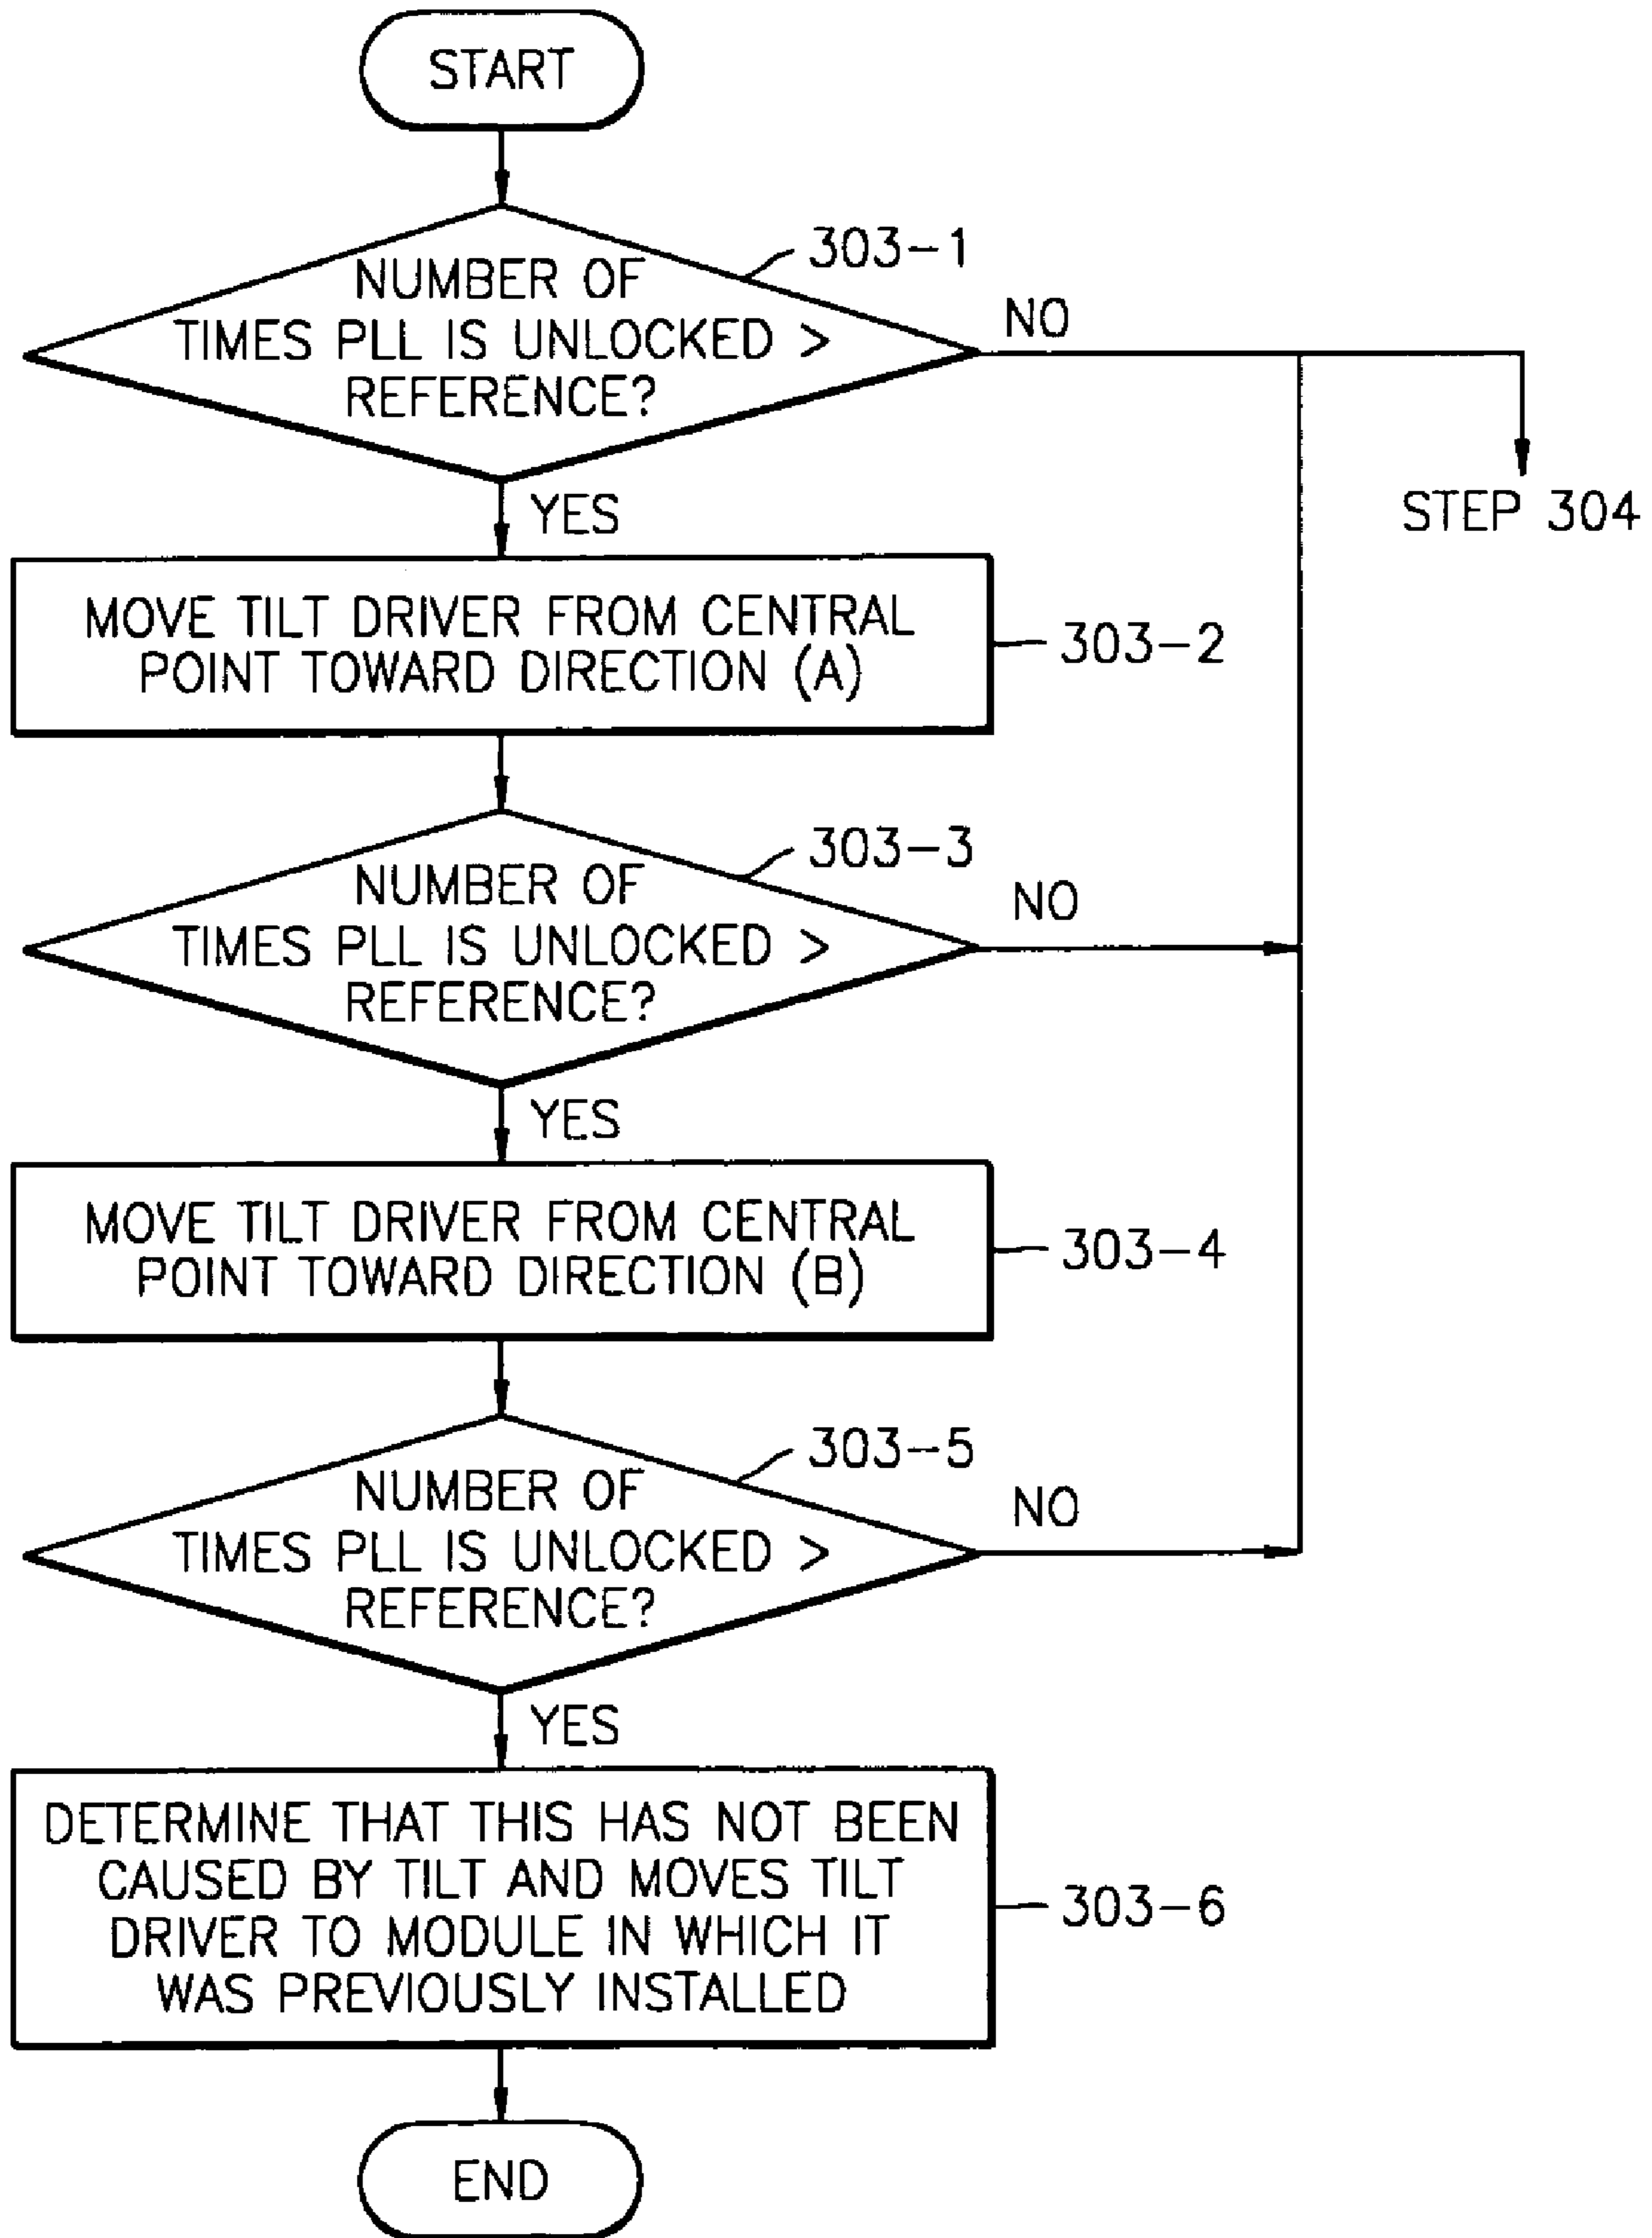 START
303-1
NUMBER OF
TIMES PLL IS UNLOCKED >
REFERENCE?
NO
STEP 304
YES
MOVE TILT DRIVER FROM CENTRAL
POINT TOWARD DIRECTION (A)
303-2
303-3
NUMBER OF
TIMES PLL IS UNLOCKED >
REFERENCE?
NO
YES
MOVE TILT DRIVER FROM CENTRAL
POINT TOWARD DIRECTION (B)
303-4
303-5
NUMBER OF
TIMES PLL IS UNLOCKED >
REFERENCE?
NO
YES
DETERMINE THAT THIS HAS NOT BEEN
CAUSED BY TILT AND MOVES TILT
DRIVER TO MODULE IN WHICH IT
WAS PREVIOUSLY INSTALLED
303-6
END